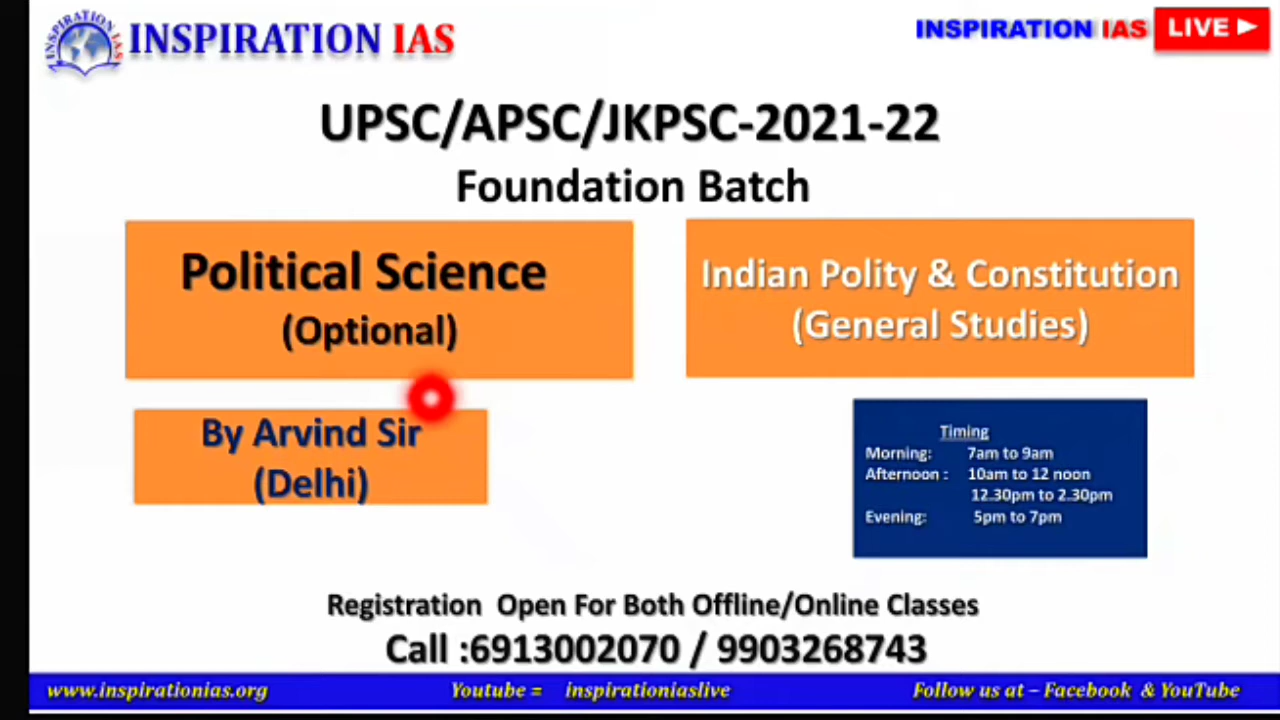 INSPIRATION IAS
INSPIRATION IAS
INSPIRATION IAS LIVE
UPSC/APSC/JKPSC-2021-22
Foundation Batch
Political Science
(Optional)
Indian Polity & Constitution
(General Studies)
By Arvind Sir
(Delhi)
Timing
Morning: 7am to 9am
Afternoon : 10am to 12 noon
12.30pm to 2.30pm
Evening: 5pm to 7pm
Registration Open For Both Offline/Online Classes
Call :6913002070 / 9903268743
www.inspirationias.org Youtube = inspirationiaslive Follow us at – Facebook & YouTube